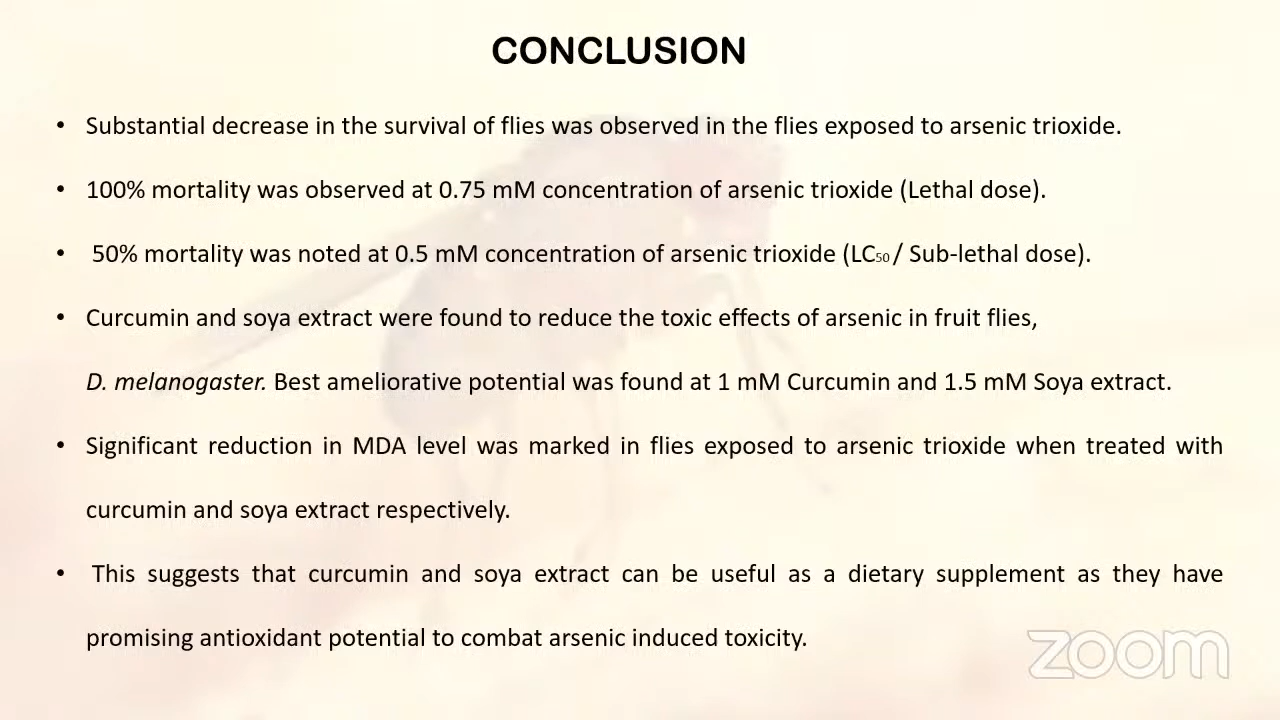 CONCLUSION
• Substantial decrease in the survival of flies was observed in the flies exposed to arsenic trioxide.
• 100% mortality was observed at 0.75 mM concentration of arsenic trioxide (Lethal dose).
• 50% mortality was noted at 0.5 mM concentration of arsenic trioxide (LC50 / Sub-lethal dose).
• Curcumin and soya extract were found to reduce the toxic effects of arsenic in fruit flies,
D. melanogaster. Best ameliorative potential was found at 1 mM Curcumin and 1.5 mM Soya extract.
• Significant reduction in MDA level was marked in flies exposed to arsenic trioxide when treated with
curcumin and soya extract respectively.
• This suggests that curcumin and soya extract can be useful as a dietary supplement as they have
promising antioxidant potential to combat arsenic induced toxicity.
zoom